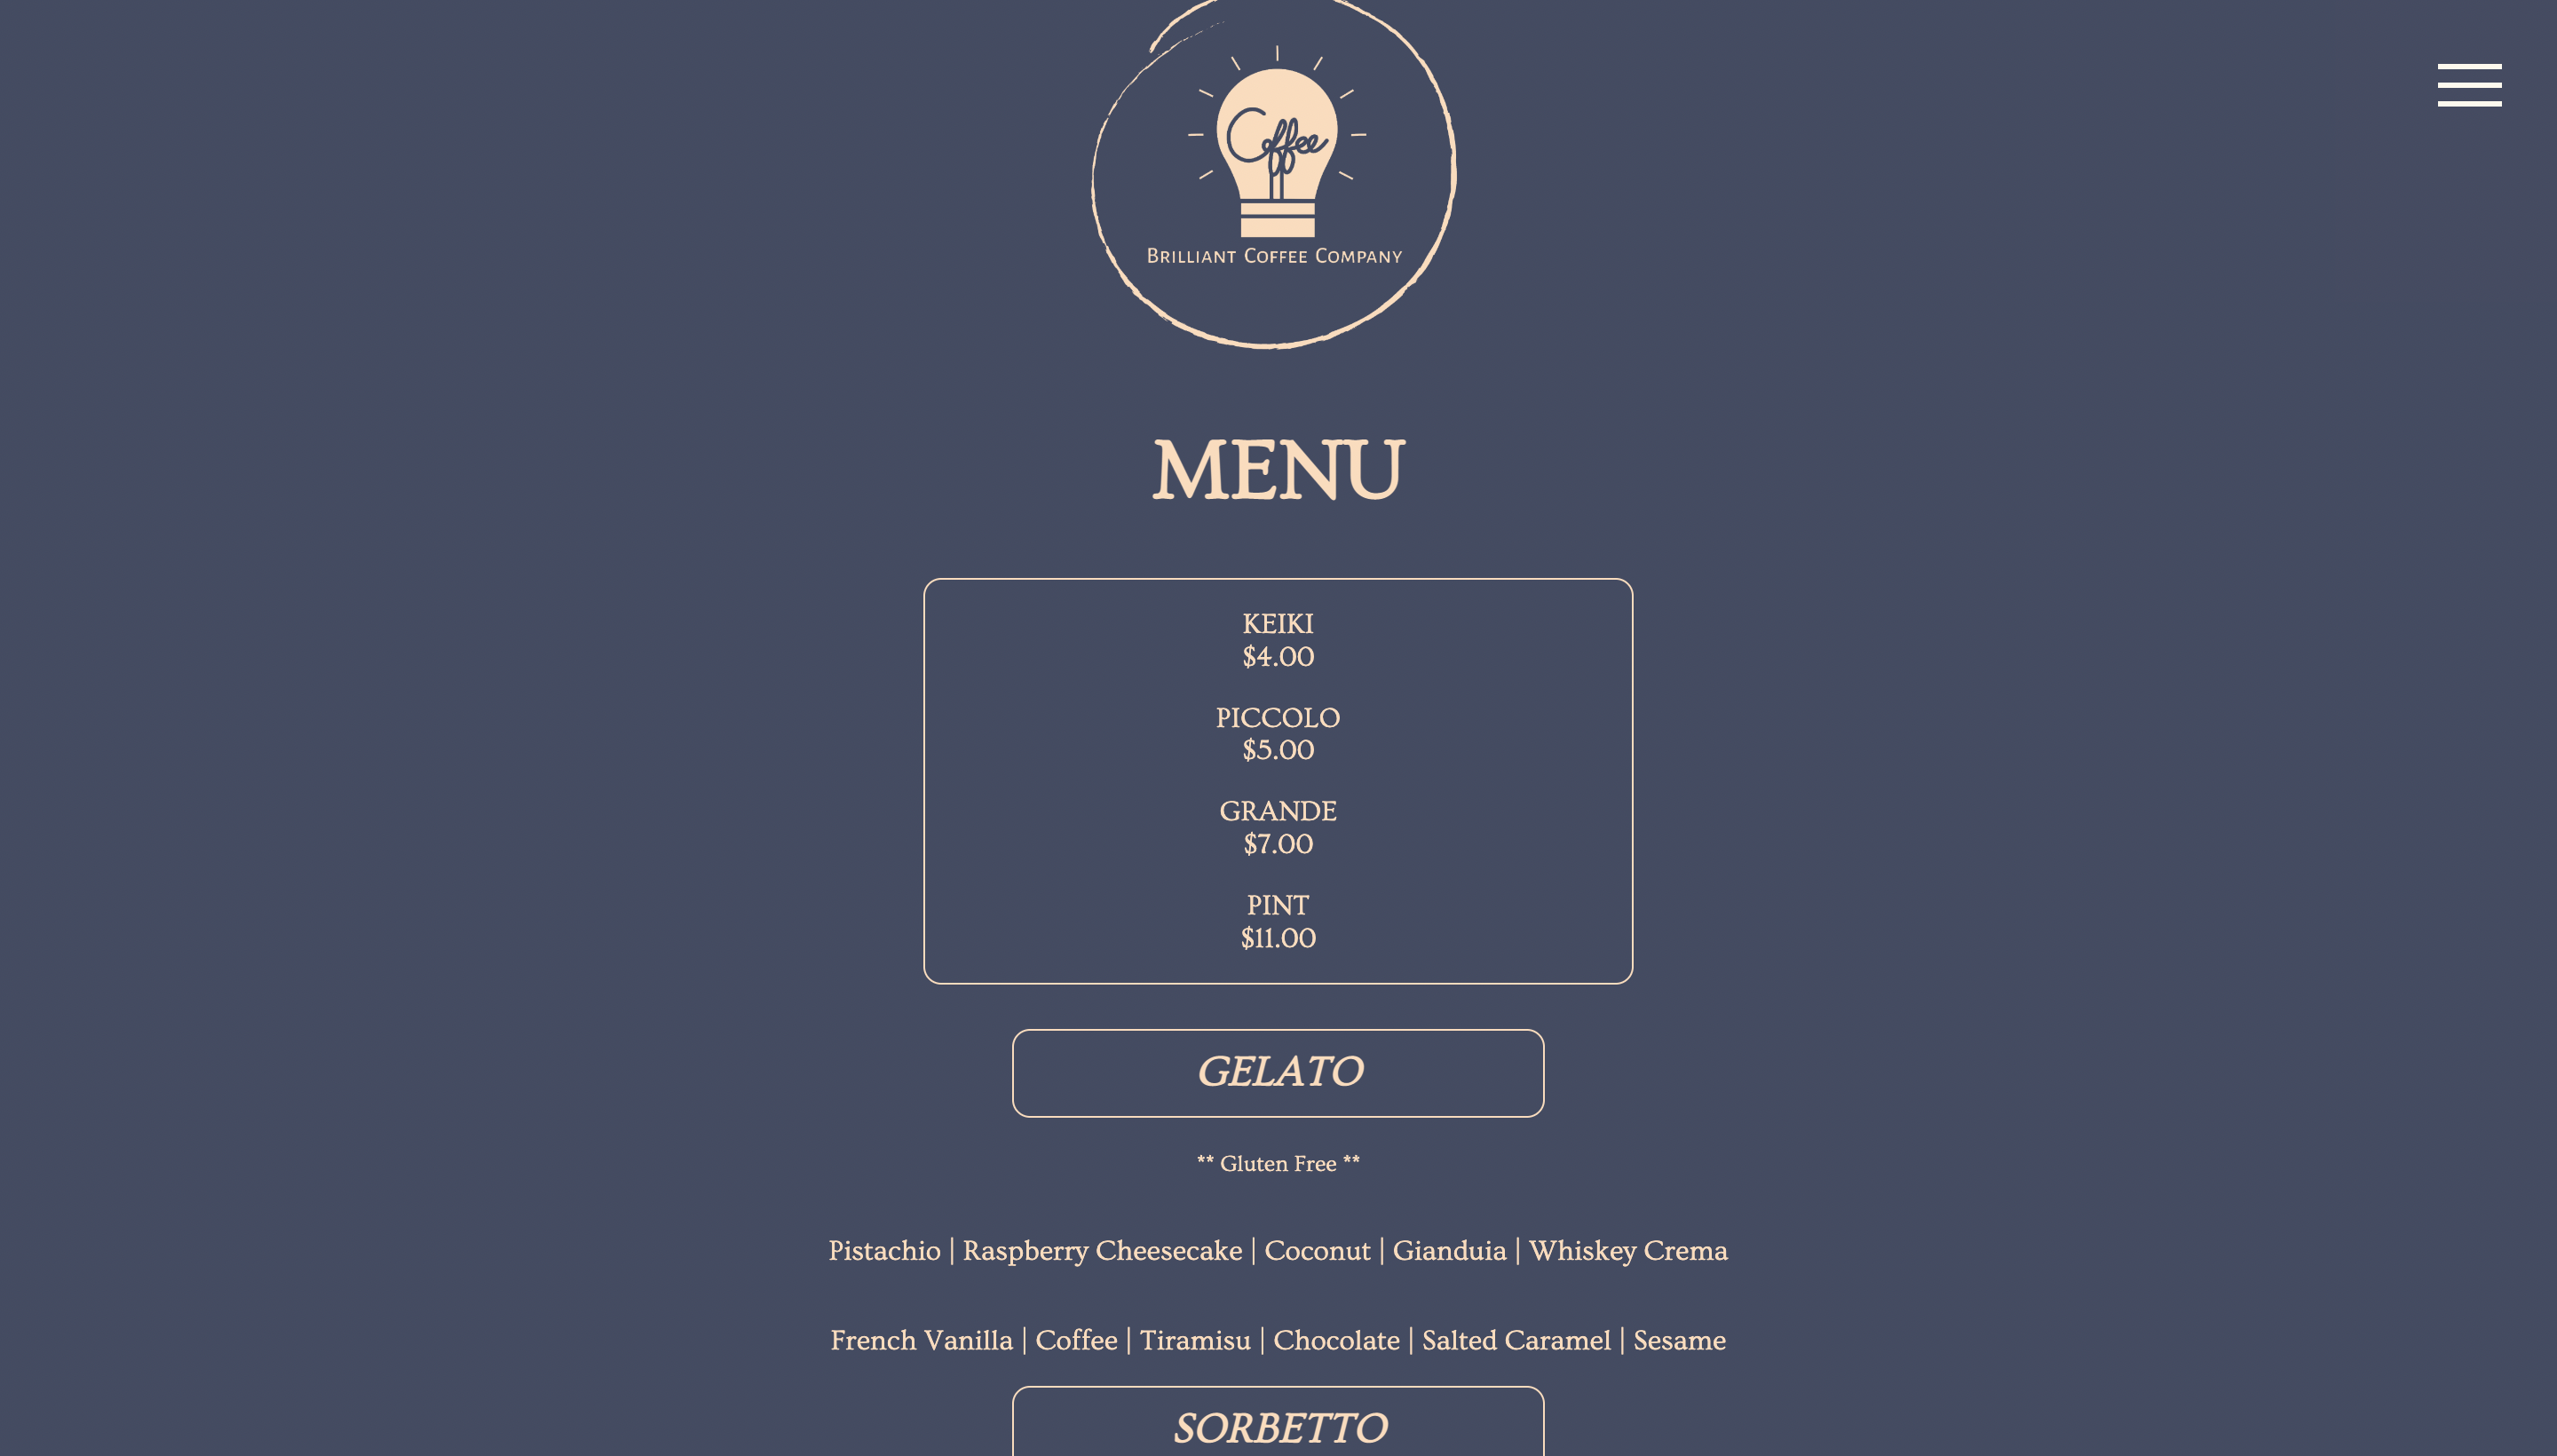 Coffee
BRILLIANT COFFEE COMPANY
MENU
KEIKI
$4.00
PICCOLO
$5.00
GRANDE
$7.00
PINT
$11.00
GELATO
** Gluten Free **
Pistachio | Raspberry Cheesecake | Coconut | Gianduia | Whiskey Crema
French Vanilla | Coffee | Tiramisu | Chocolate | Salted Caramel | Sesame
SORBETTO